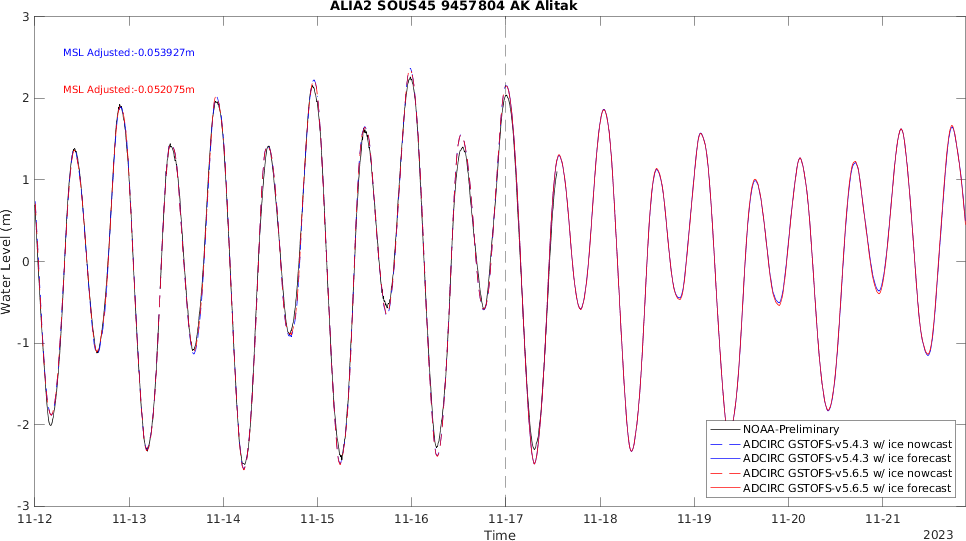 ALIA2 SOUS45 9457804 AK Alitak
MSL Adjusted:-0.053927m
MSL Adjusted:-0.052075m
Water Level (m)
3
2
1
0
-1
-2
-3
NOAA-Preliminary
ADCIRC GSTOFS-v5.4.3 w/ ice nowcast
ADCIRC GSTOFS-v5.4.3 w/ ice forecast
ADCIRC GSTOFS-v5.6.5 w/ ice nowcast
ADCIRC GSTOFS-v5.6.5 w/ ice forecast
11-12 11-13 11-14 11-15 11-16 11-17 11-18 11-19 11-20 11-21
Time
2023